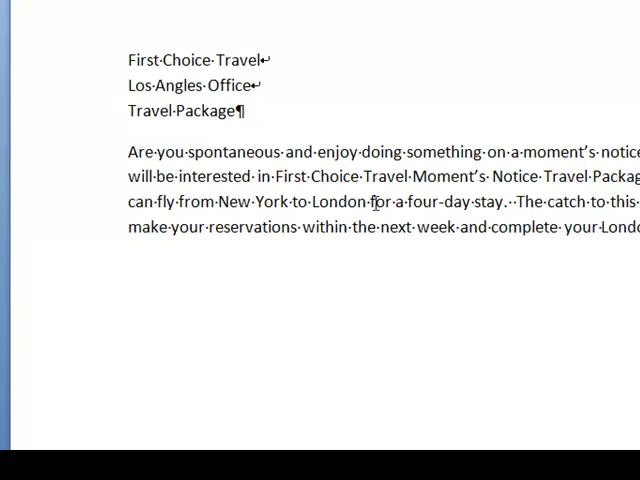 First Choice Travel
Los Angles Office
Travel Package¶
Are you spontaneous and enjoy doing something on a moment's notice
will be interested in First Choice Travel Moment's Notice Travel Packag
can fly from New York to London for a four-day stay.  The catch to this
make your reservations within the next week and complete your Londo